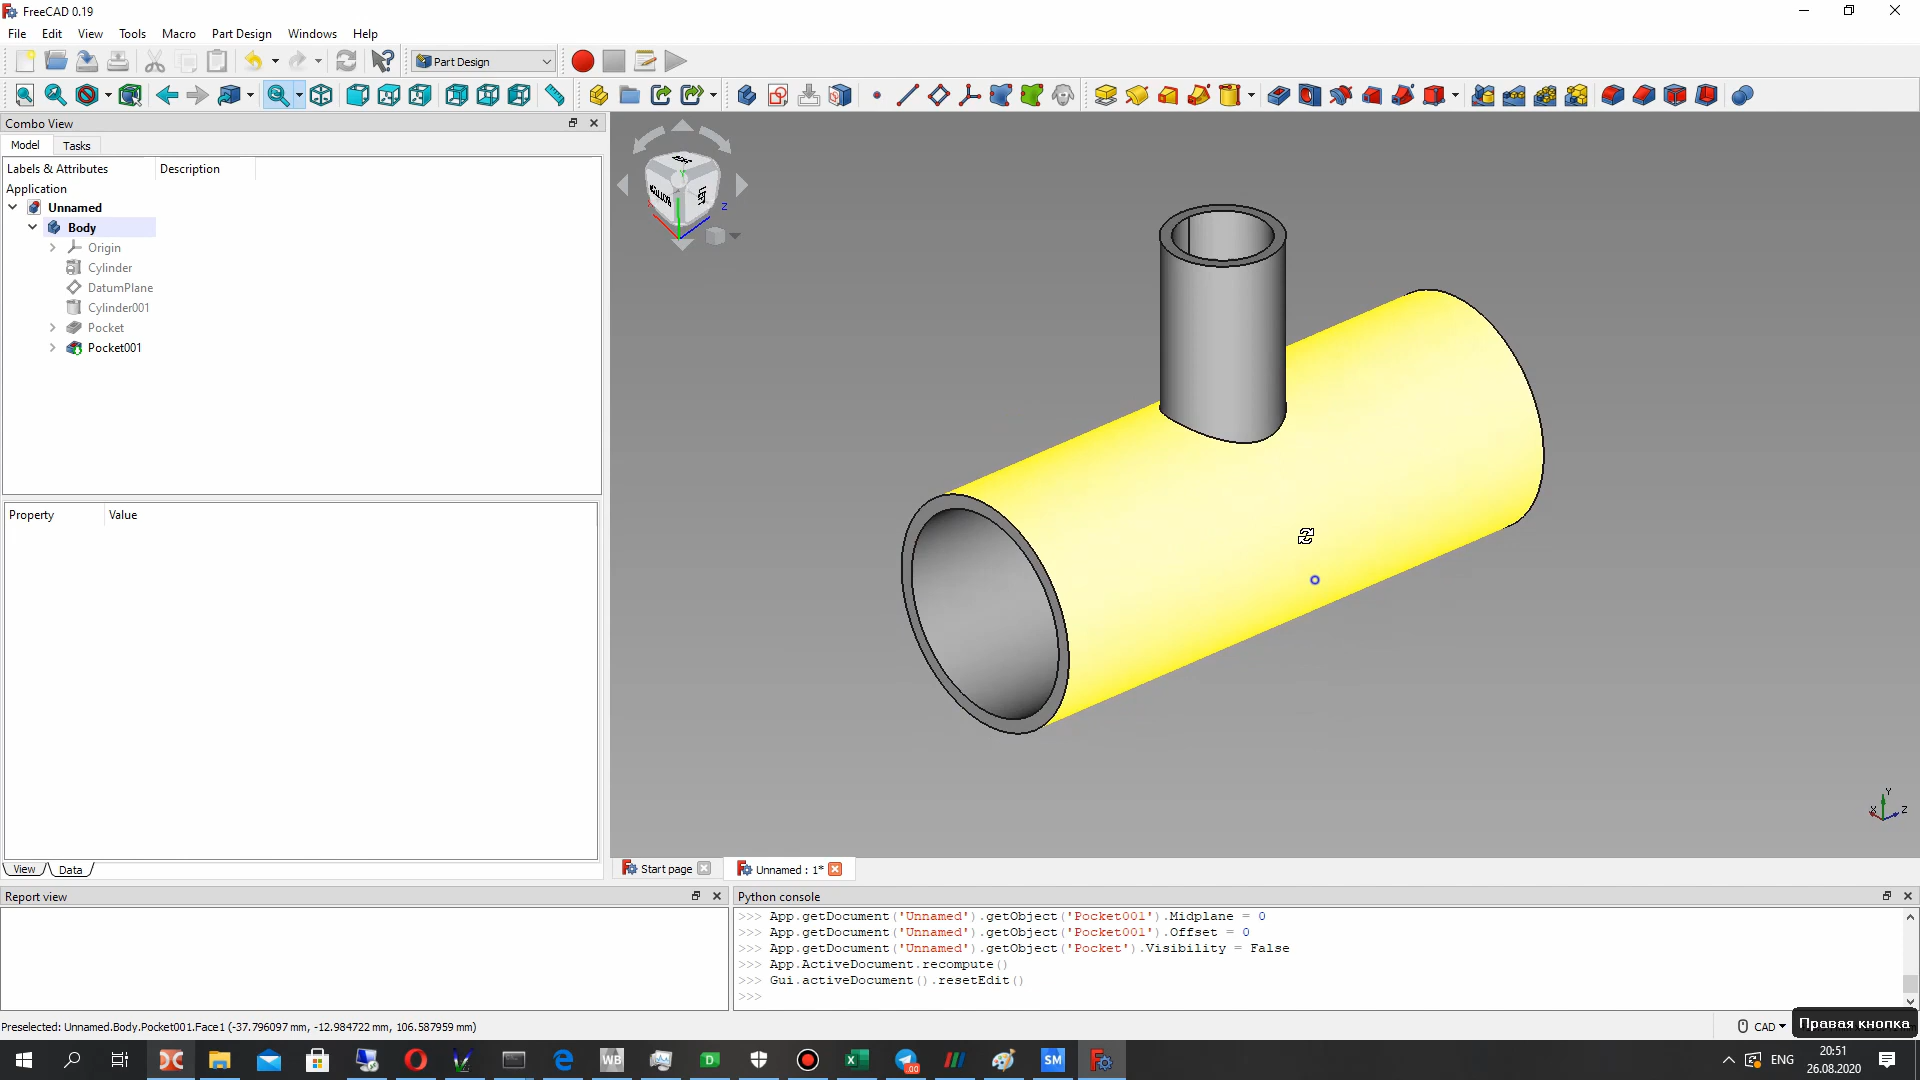 FreeCAD 0.19
File Edit View Tools Macro Part Design Windows Help
Part Design
Combo View
Model Tasks
Labels & Attributes Description
Application
Unnamed
Body
Origin
Cylinder
DatumPlane
Cylinder001
Pocket
Pocket001
Property Value
View Data
Z
Y
X Z
Start page Unnamed : 1*
Report view
Python console
>>> App.getDocument('Unnamed').getObject('Pocket001').Midplane = 0
>>> App.getDocument('Unnamed').getObject('Pocket001').Offset = 0
>>> App.getDocument('Unnamed').getObject('Pocket').Visibility = False
>>> App.ActiveDocument.recompute()
>>> Gui.activeDocument().resetEdit()
>>>
Preselected: Unnamed.Body.Pocket001.Face1 (-37.796097 mm, -12.984722 mm, 106.587959 mm)
CAD
Правая кнопка
WB
D
SM
ENG
20:51
26.08.2020